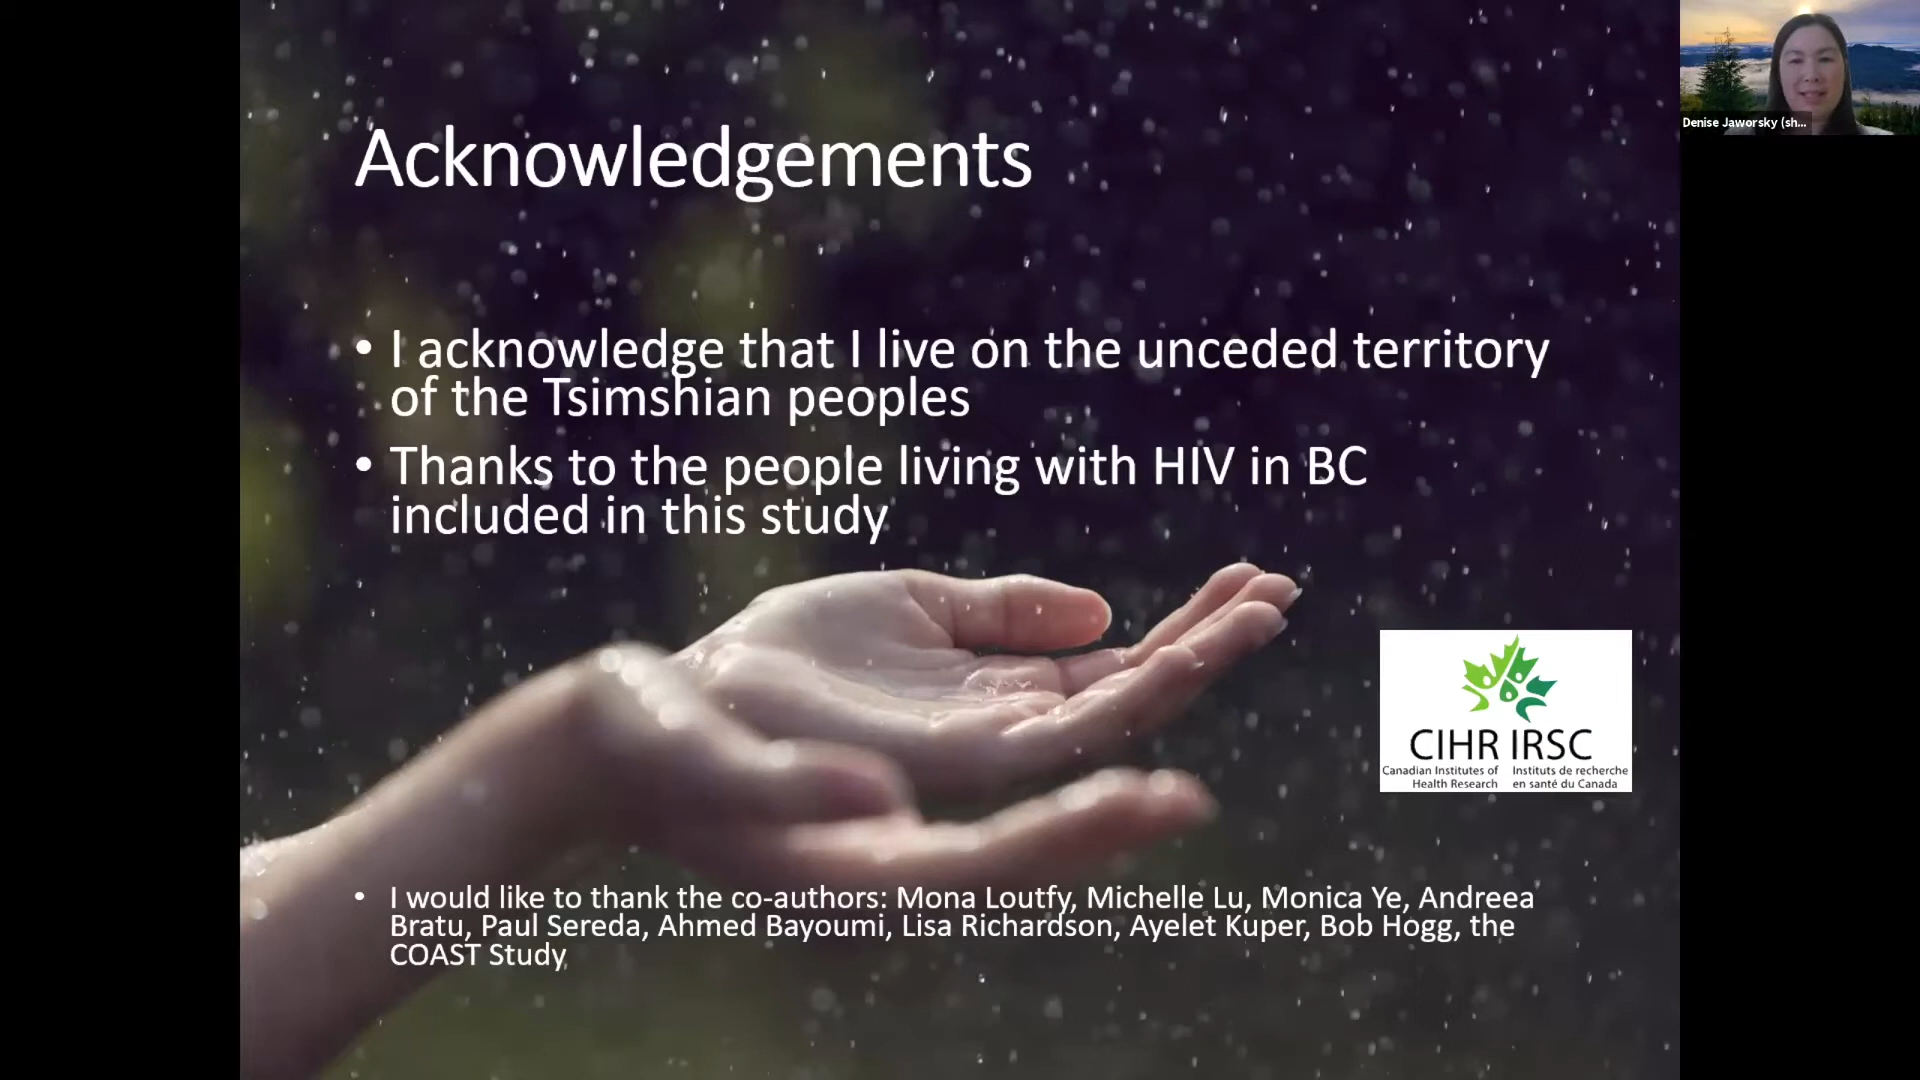 Acknowledgements
• I acknowledge that I live on the unceded territory
of the Tsimshian peoples
• Thanks to the people living with HIV in BC
included in this study
CIHR IRSC
Canadian Institutes of Health Research
Instituts de recherche en santé du Canada
• I would like to thank the co-authors: Mona Loutfy, Michelle Lu, Monica Ye, Andreea
Bratu, Paul Sereda, Ahmed Bayoumi, Lisa Richardson, Ayelet Kuper, Bob Hogg, the
COAST Study
Denise Jaworsky (sh...